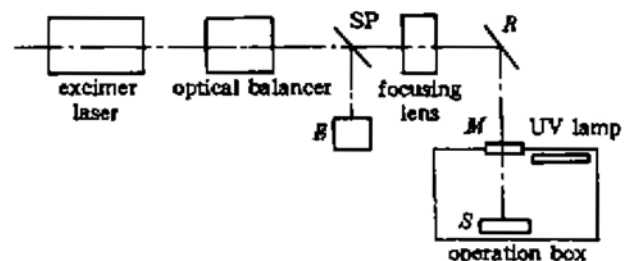 SP
R
excimer
laser
optical balancer
focusing
lens
E
M
UV lamp
S
operation box